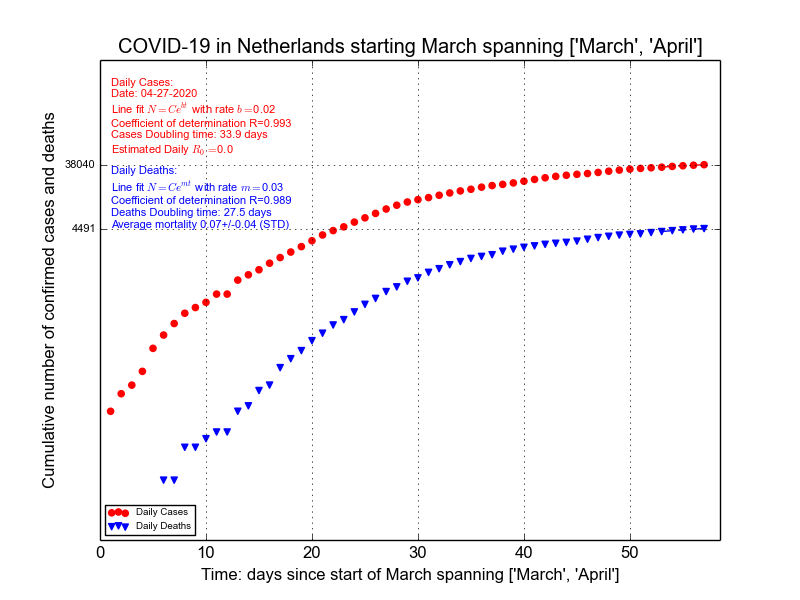 COVID-19 in Netherlands starting March spanning ['March', 'April']
Daily Cases:
Date: 04-27-2020
Line fit N=Ce^{bt} with rate b=0.02
Coefficient of determination R=0.993
Cases Doubling time: 33.9 days
Estimated Daily R_0=0.0
Daily Deaths:
Line fit N=Ce^{mt} with rate m=0.03
Coefficient of determination R=0.989
Deaths Doubling time: 27.5 days
Average mortality 0.07+/-0.04 (STD)
38040
4491
Cumulative number of confirmed cases and deaths
Daily Cases
Daily Deaths
0 10 20 30 40 50
Time: days since start of March spanning ['March', 'April']